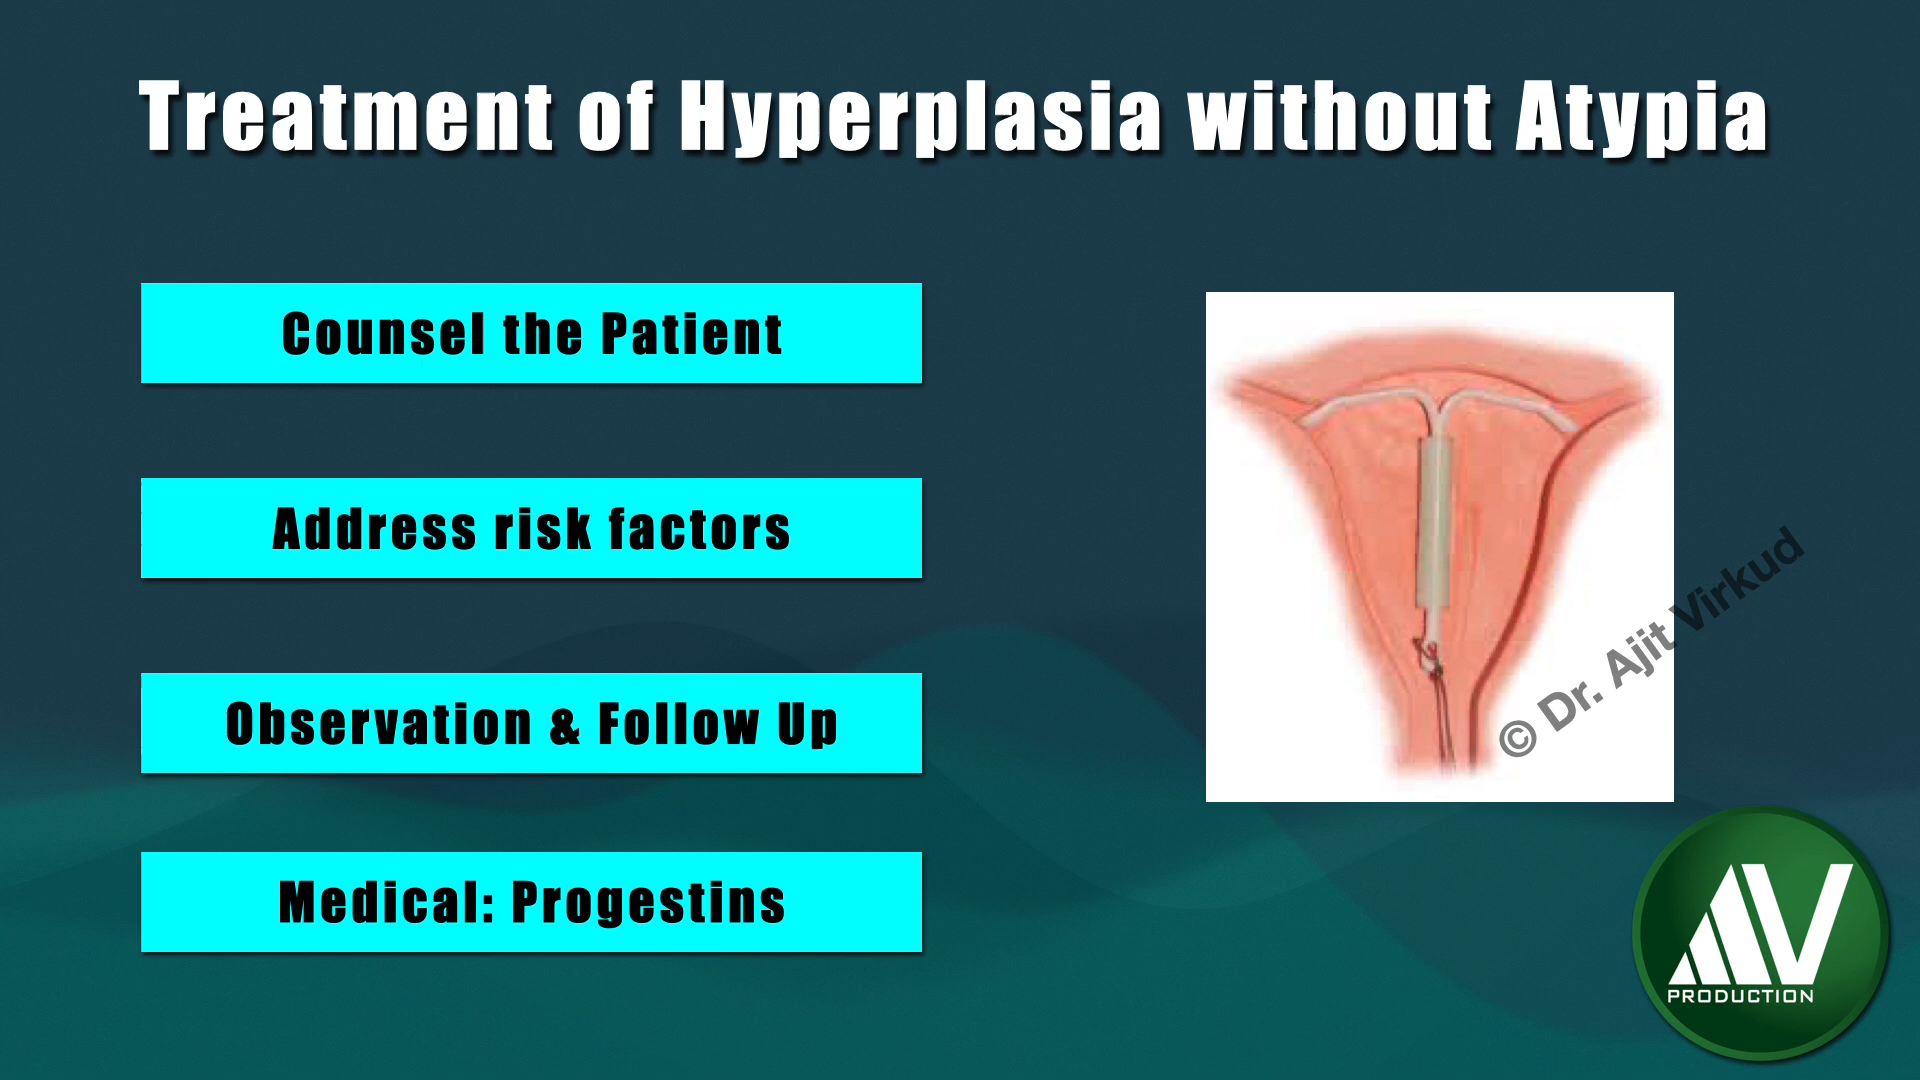 Treatment of Hyperplasia without Atypia
Counsel the Patient
Address risk factors
Observation & Follow Up
Medical: Progestins
© Dr. Ajit Virkud
AV
PRODUCTION